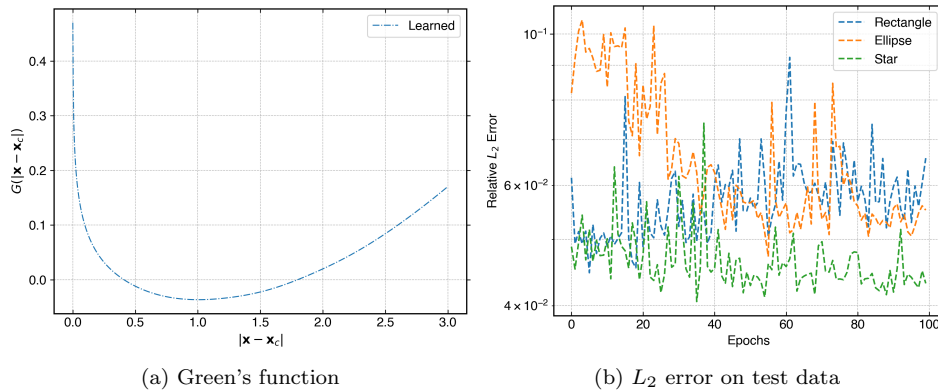 Learned
G(|x − x_c|)
0.4
0.3
0.2
0.1
0.0
0.0 0.5 1.0 1.5 2.0 2.5 3.0
|x − x_c|
(a) Green's function
Rectangle
Ellipse
Star
Relative L_2 Error
10^{-1}
6 × 10^{-2}
4 × 10^{-2}
0 20 40 60 80 100
Epochs
(b) L_2 error on test data